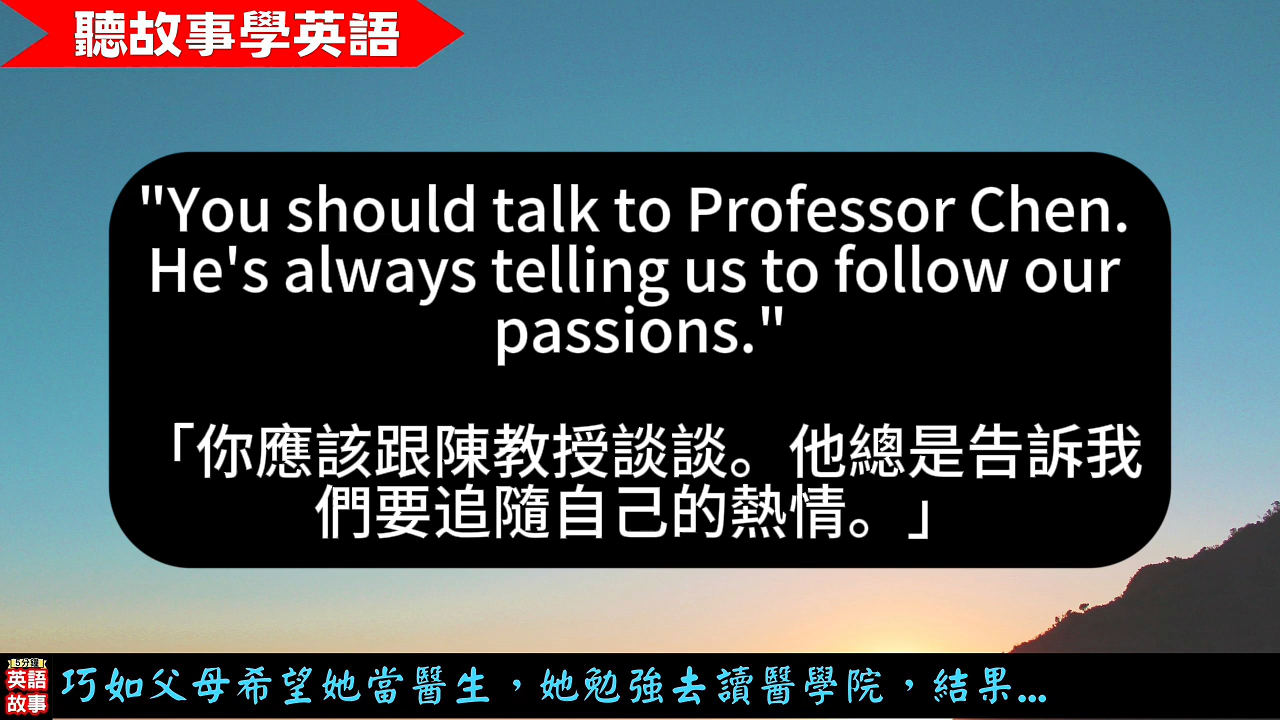 聽故事學英語
"You should talk to Professor Chen.
He's always telling us to follow our
passions."
「你應該跟陳教授談談。他總是告訴我
們要追隨自己的熱情。」
5分鐘
英語
故事
巧如父母希望她當醫生，她勉強去讀醫學院，結果...